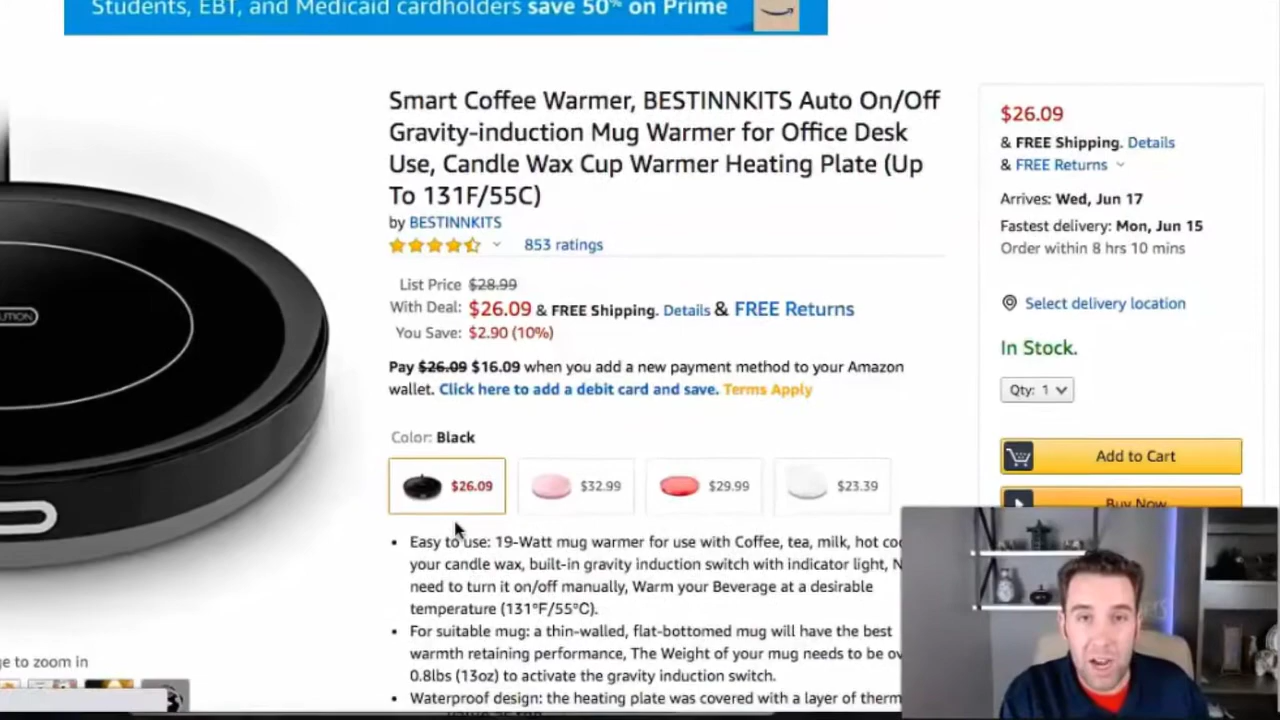 Students, EBT, and Medicaid cardholders save 50% on Prime
Smart Coffee Warmer, BESTINNKITS Auto On/Off
Gravity-induction Mug Warmer for Office Desk
Use, Candle Wax Cup Warmer Heating Plate (Up
To 131F/55C)
by BESTINNKITS
853 ratings
List Price $28.99
With Deal: $26.09 & FREE Shipping. Details & FREE Returns
You Save: $2.90 (10%)
Pay $26.09 $16.09 when you add a new payment method to your Amazon
wallet. Click here to add a debit card and save. Terms Apply
Color: Black
$26.09 $32.99 $29.99 $23.39
• Easy to use: 19-Watt mug warmer for use with Coffee, tea, milk, hot
your candle wax, built-in gravity induction switch with indicator light,
need to turn it on/off manually, Warm your Beverage at a desirable
temperature (131°F/55°C).
• For suitable mug: a thin-walled, flat-bottomed mug will have the best
warmth retaining performance, The Weight of your mug needs to be
0.8lbs (13oz) to activate the gravity induction switch.
• Waterproof design: the heating plate was covered with a layer of
$26.09
& FREE Shipping. Details
& FREE Returns
Arrives: Wed, Jun 17
Fastest delivery: Mon, Jun 15
Order within 8 hrs 10 mins
Select delivery location
In Stock.
Qty: 1
Add to Cart
Buy Now
to zoom in